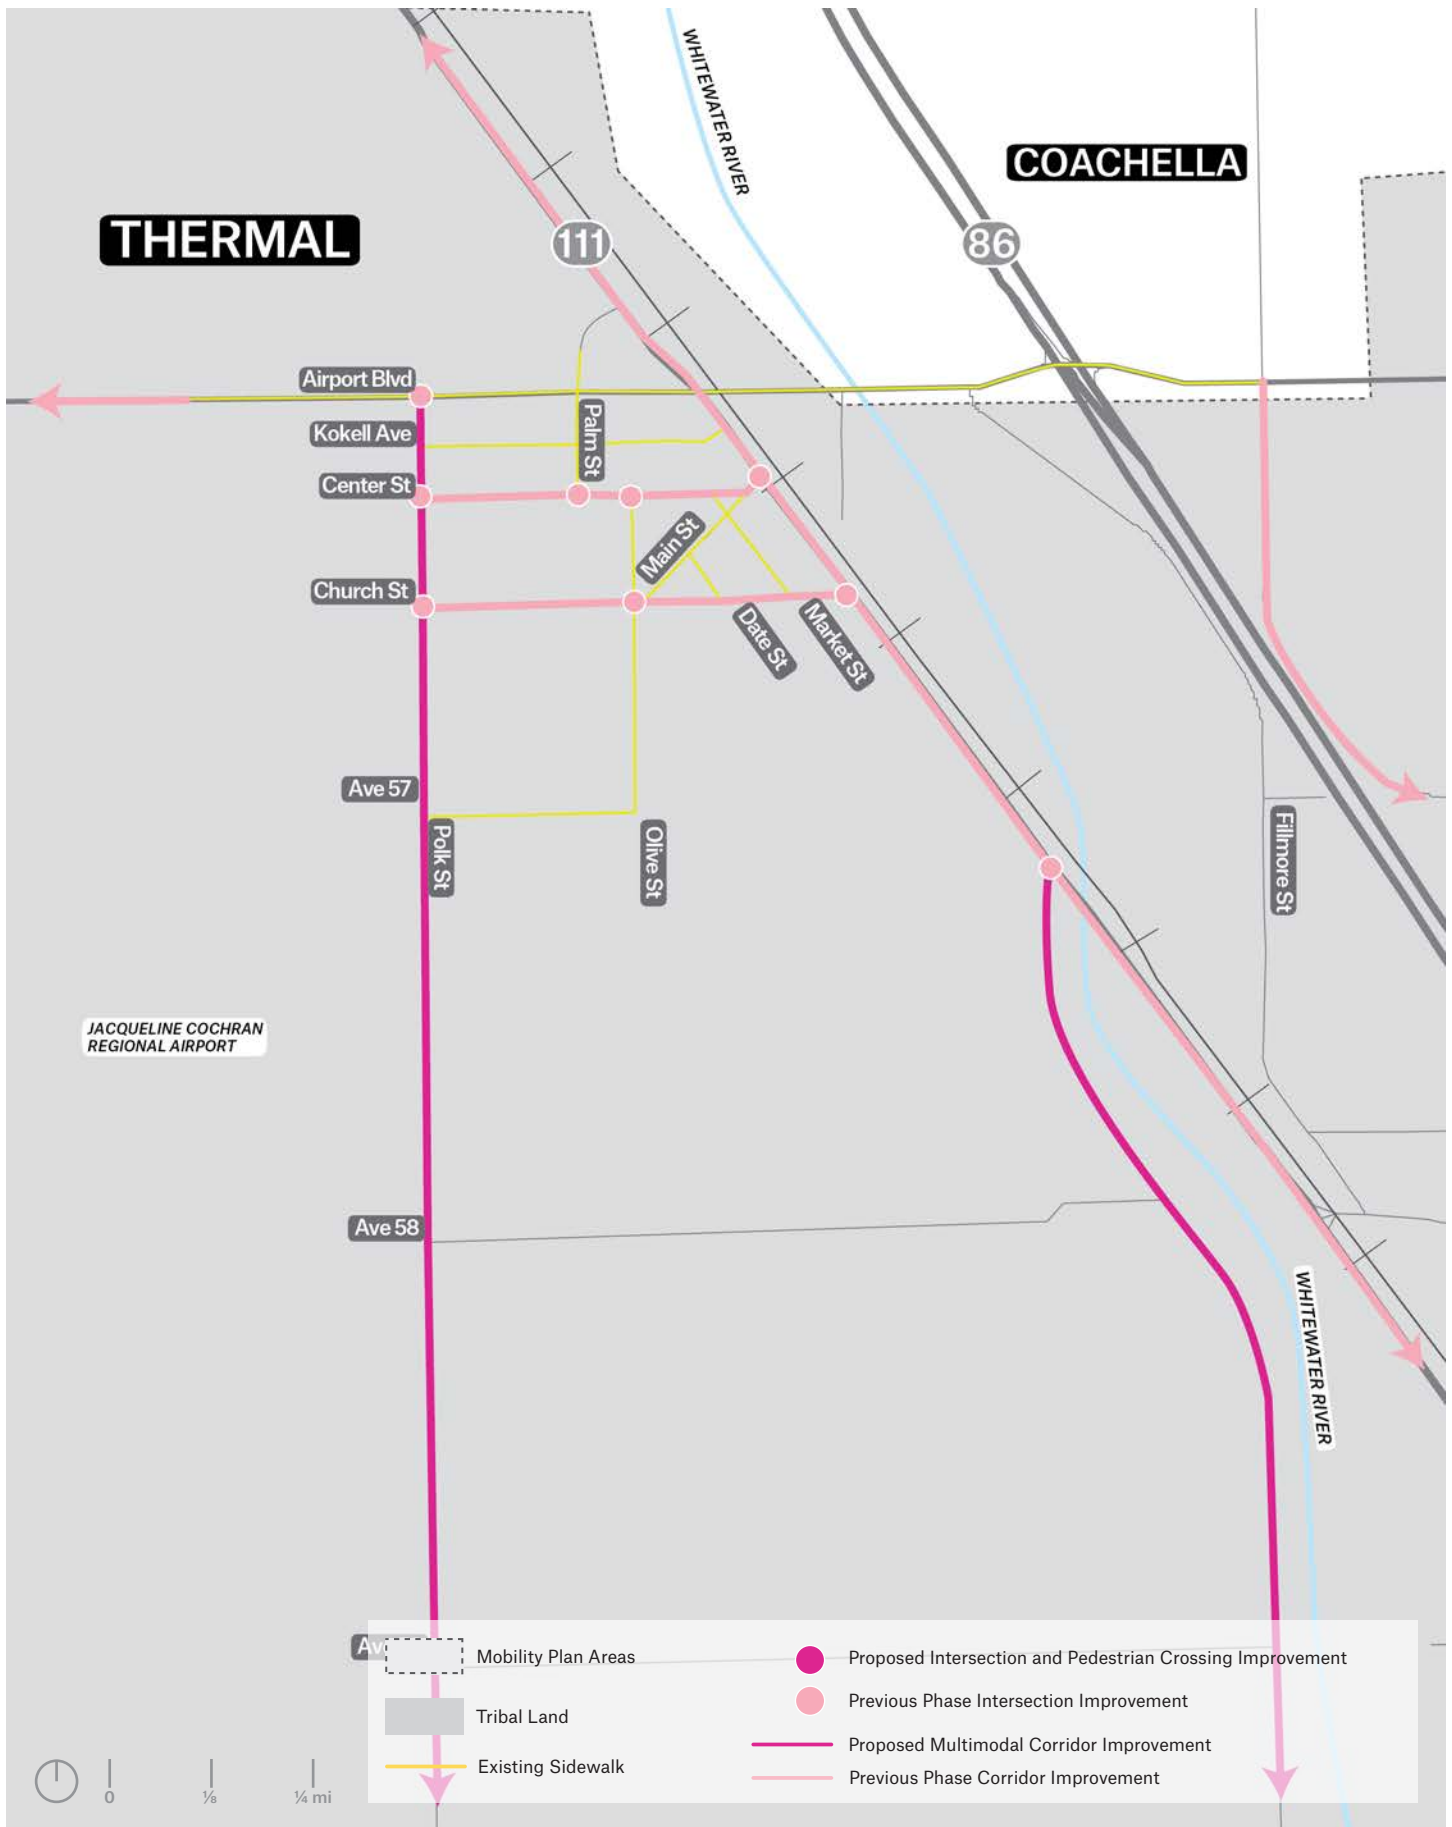 WHITEWATER RIVER
COACHELLA
THERMAL
111
86
Airport Blvd
Kokell Ave
Palm St
Center St
Main St
Church St
Date St
Market St
Ave 57
Polk St
Olive St
Fillmore St
JACQUELINE COCHRAN
REGIONAL AIRPORT
Ave 58
WHITEWATER RIVER
Mobility Plan Areas
Tribal Land
Existing Sidewalk
Proposed Intersection and Pedestrian Crossing Improvement
Previous Phase Intersection Improvement
Proposed Multimodal Corridor Improvement
Previous Phase Corridor Improvement
0
⅛
¼ mi